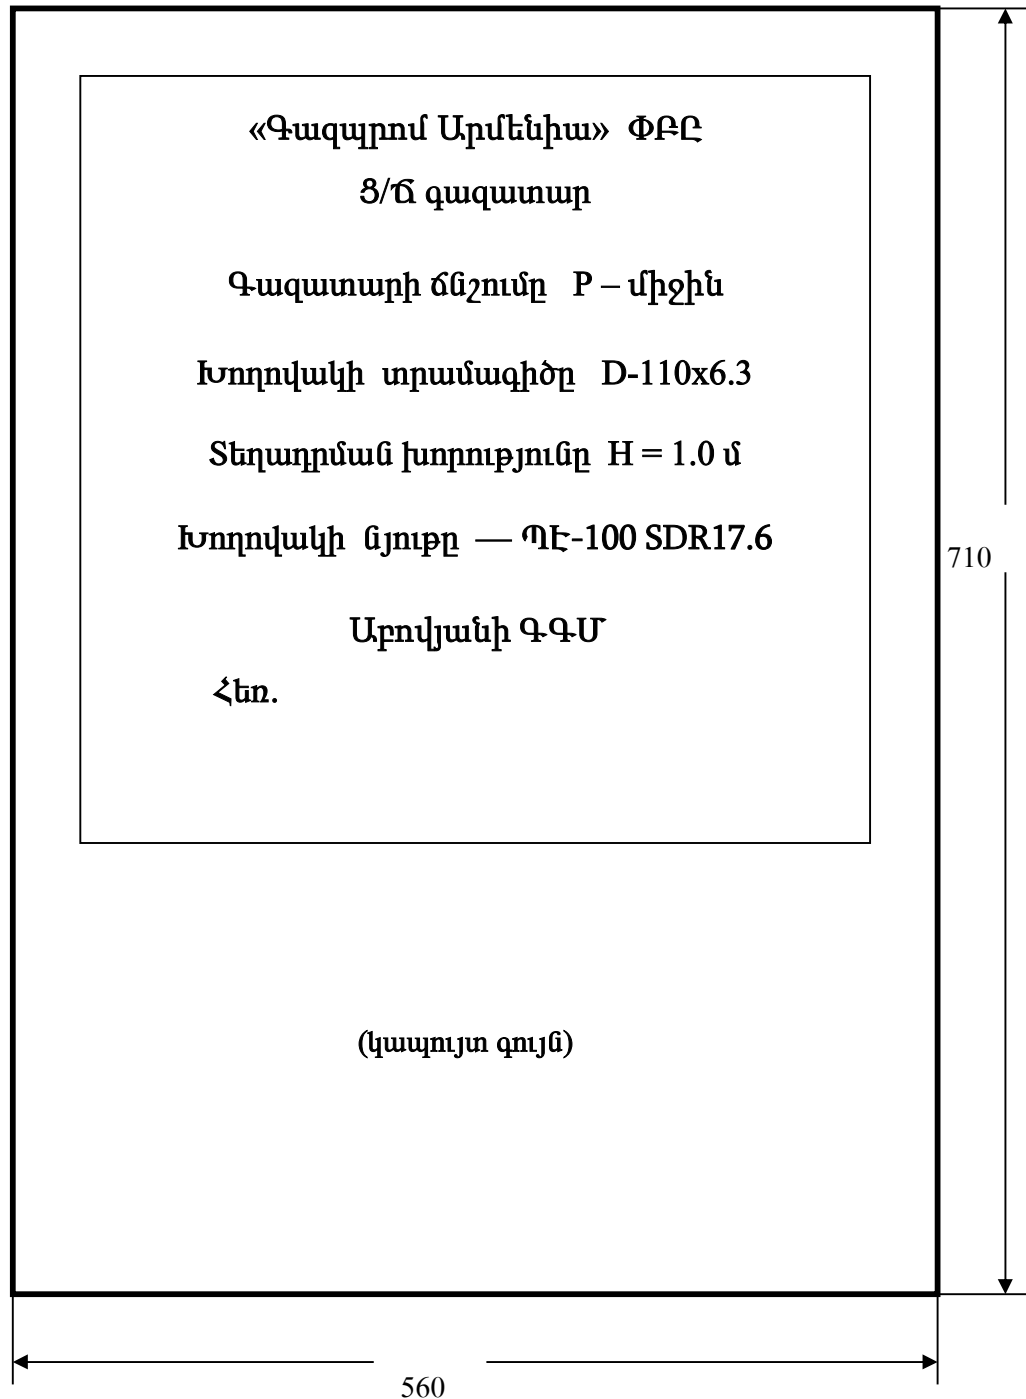 «Գազպրոմ Արմենիա» ՓԲԸ
Ց/Ճ գազատար
Գազատարի ճնշումը P – միջին
Խողովակի տրամագիծը D-110x6.3
Տեղադրման խորությունը H = 1.0 մ
Խողովակի նյութը — ՊԷ-100 SDR17.6
710
Աբովյանի ԳԳՄ
Հեռ.
(կապույտ գույն)
560